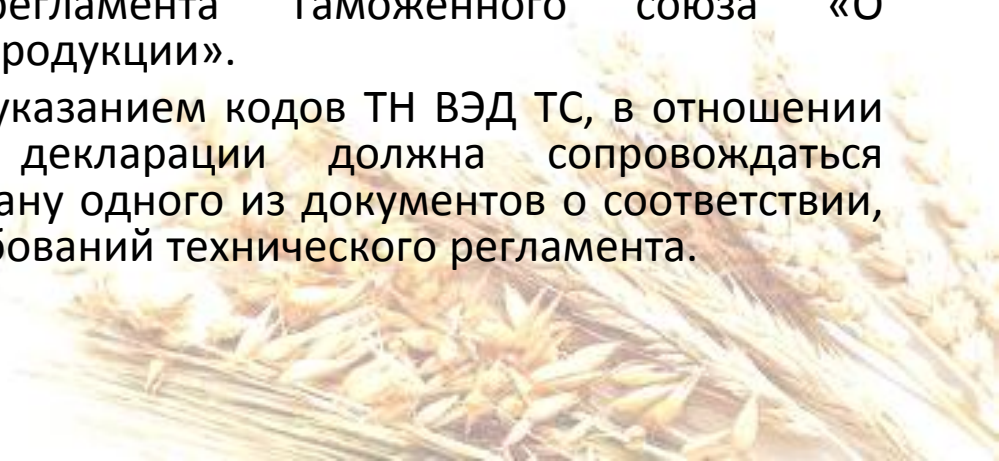 регламента Таможенного союза «О
родукции».
указанием кодов ТН ВЭД ТС, в отношении
декларации должна сопровождаться
ану одного из документов о соответствии,
бований технического регламента.